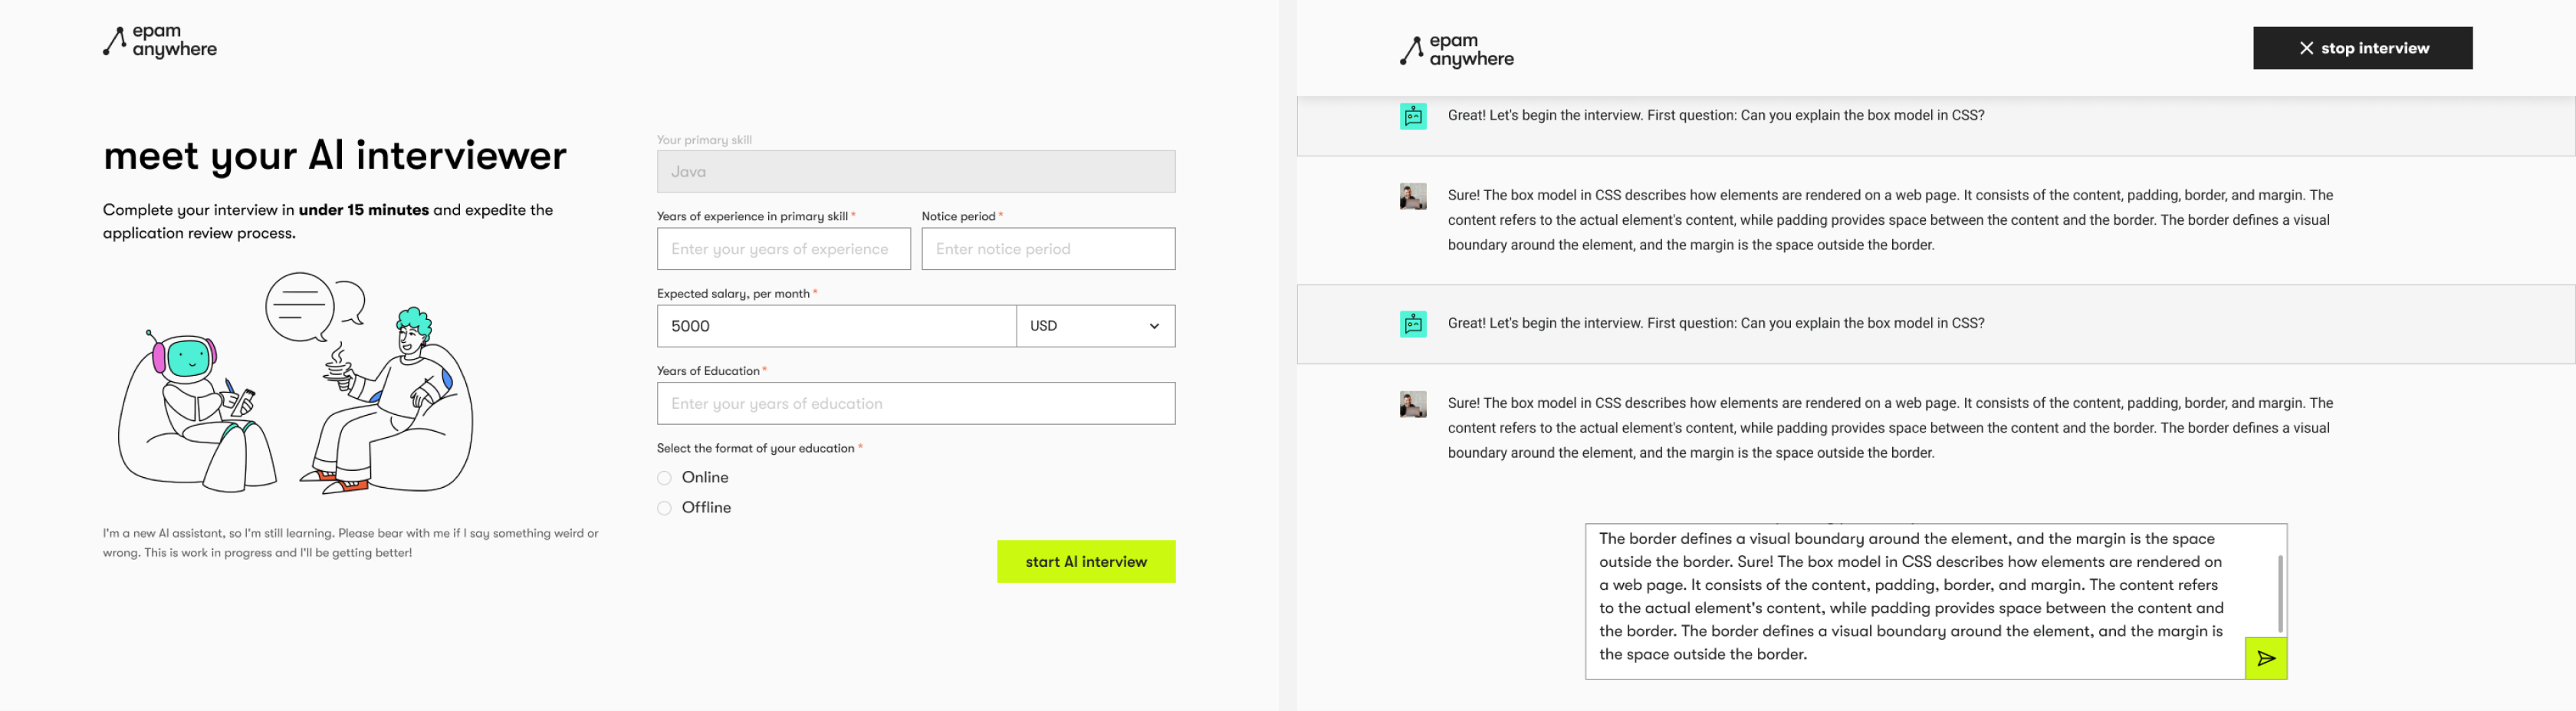 epam
anywhere
meet your AI interviewer
Complete your interview in under 15 minutes and expedite the
application review process.
I'm a new AI assistant, so I'm still learning. Please bear with me if I say something weird or
wrong. This is work in progress and I'll be getting better!
Your primary skill
Java
Years of experience in primary skill *
Enter your years of experience
Notice period *
Enter notice period
Expected salary, per month *
5000
USD
Years of Education *
Enter your years of education
Select the format of your education *
Online
Offline
start AI interview
epam
anywhere
stop interview
Great! Let's begin the interview. First question: Can you explain the box model in CSS?
Sure! The box model in CSS describes how elements are rendered on a web page. It consists of the content, padding, border, and margin. The
content refers to the actual element's content, while padding provides space between the content and the border. The border defines a visual
boundary around the element, and the margin is the space outside the border.
Great! Let's begin the interview. First question: Can you explain the box model in CSS?
Sure! The box model in CSS describes how elements are rendered on a web page. It consists of the content, padding, border, and margin. The
content refers to the actual element's content, while padding provides space between the content and the border. The border defines a visual
boundary around the element, and the margin is the space outside the border.
The border defines a visual boundary around the element, and the margin is the space
outside the border. Sure! The box model in CSS describes how elements are rendered on
a web page. It consists of the content, padding, border, and margin. The content refers
to the actual element's content, while padding provides space between the content and
the border. The border defines a visual boundary around the element, and the margin is
the space outside the border.